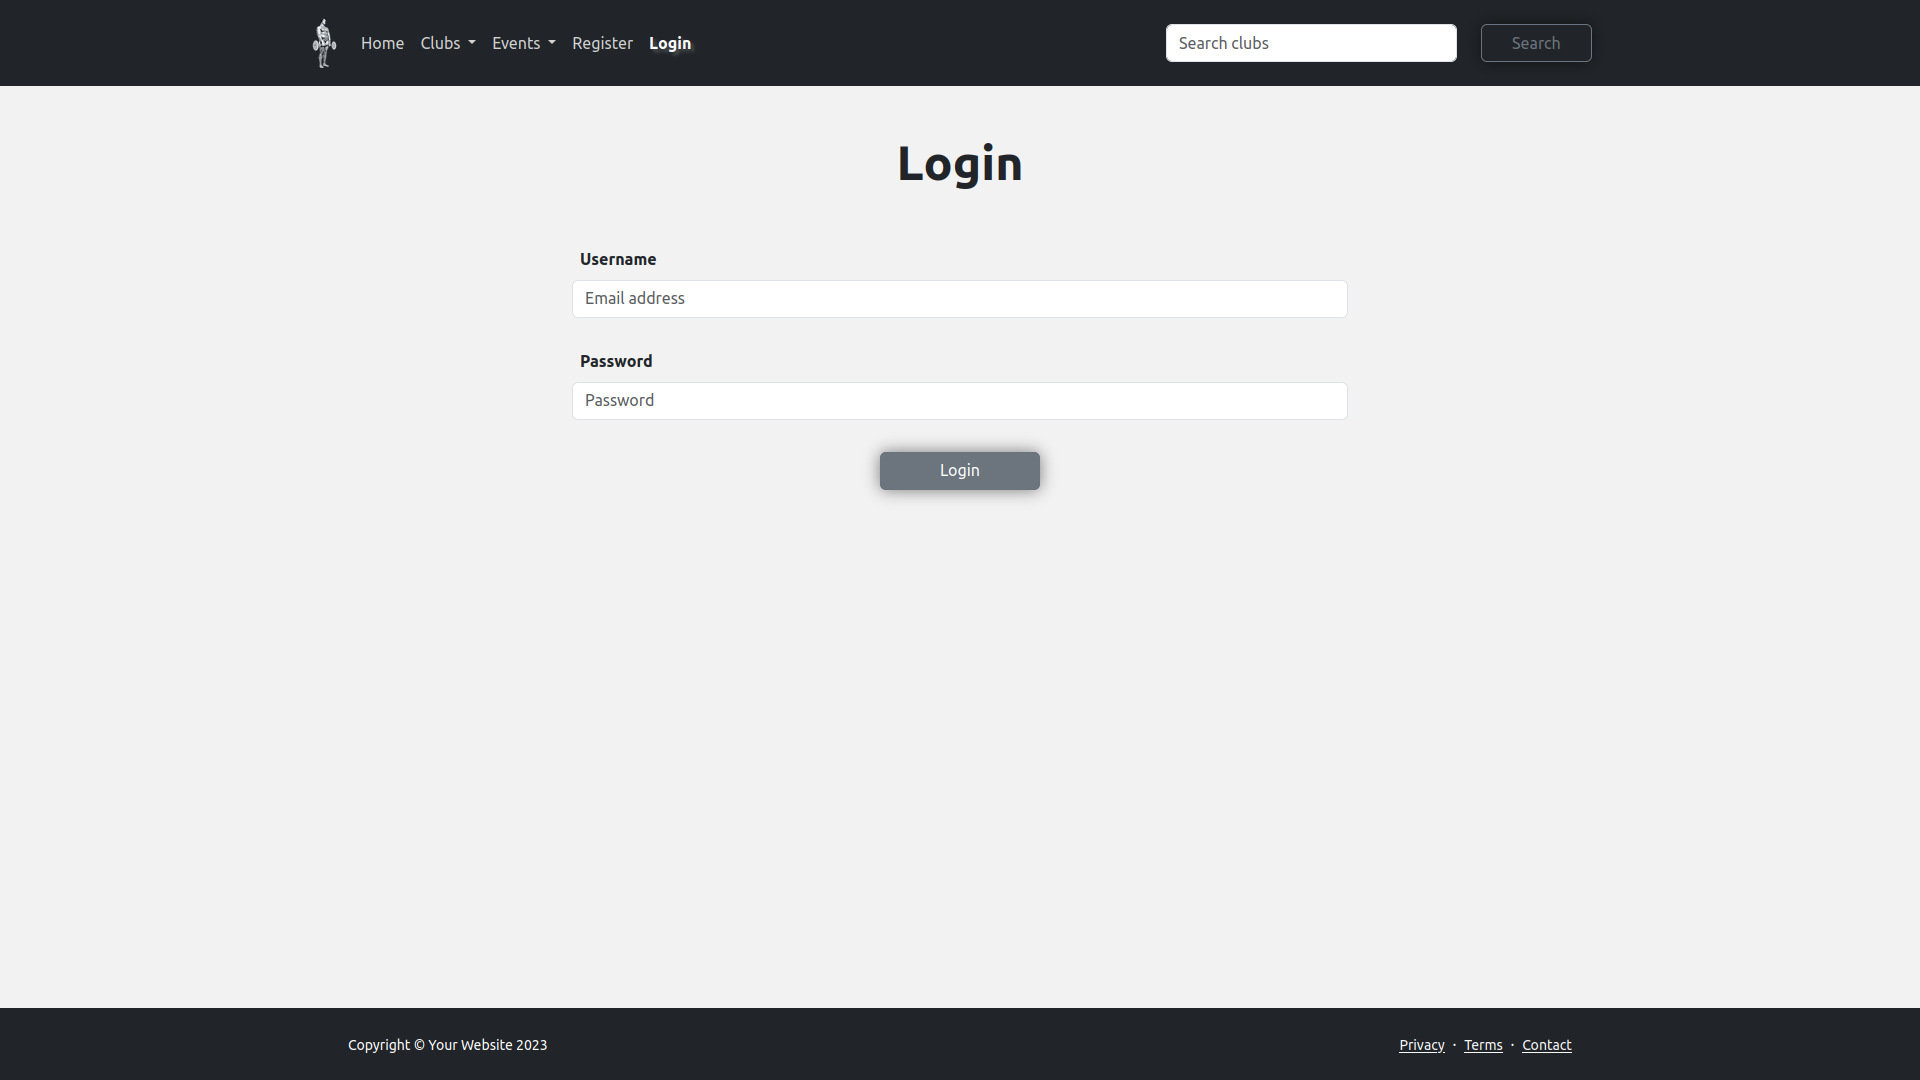 Home Clubs Events Register Login Search clubs Search
Login
Username
Email address
Password
Password
Login
Copyright © Your Website 2023 Privacy · Terms · Contact